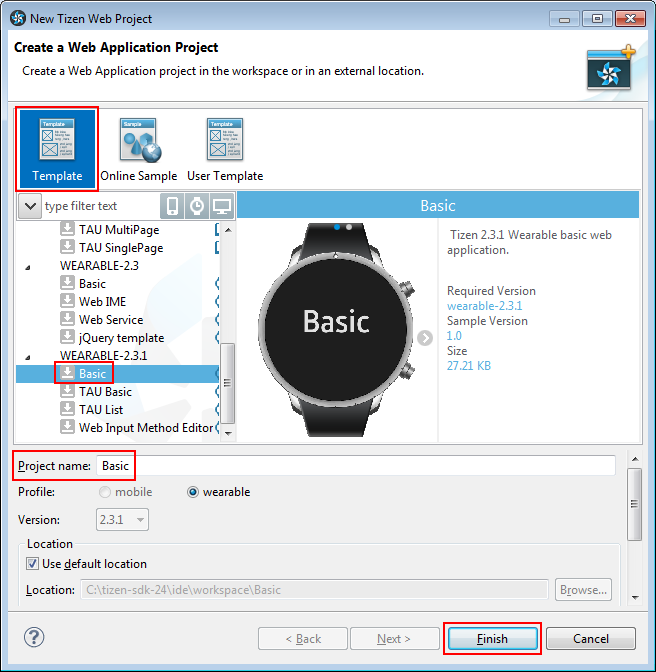 New Tizen Web Project
Create a Web Application Project
Create a Web Application project in the workspace or in an external location.
Template
Online Sample
User Template
type filter text
TAU MultiPage
TAU SinglePage
WEARABLE-2.3
Basic
Web IME
Web Service
jQuery template
WEARABLE-2.3.1
Basic
TAU Basic
TAU List
Web Input Method Editor
Basic
Basic
Tizen 2.3.1 Wearable basic web
application.
Required Version
wearable-2.3.1
Sample Version
1.0
Size
27.21 KB
Project name: Basic
Profile: mobile wearable
Version: 2.3.1
Location
Use default location
Location: C:\tizen-sdk-24\ide\workspace\Basic Browse...
? < Back Next > Finish Cancel